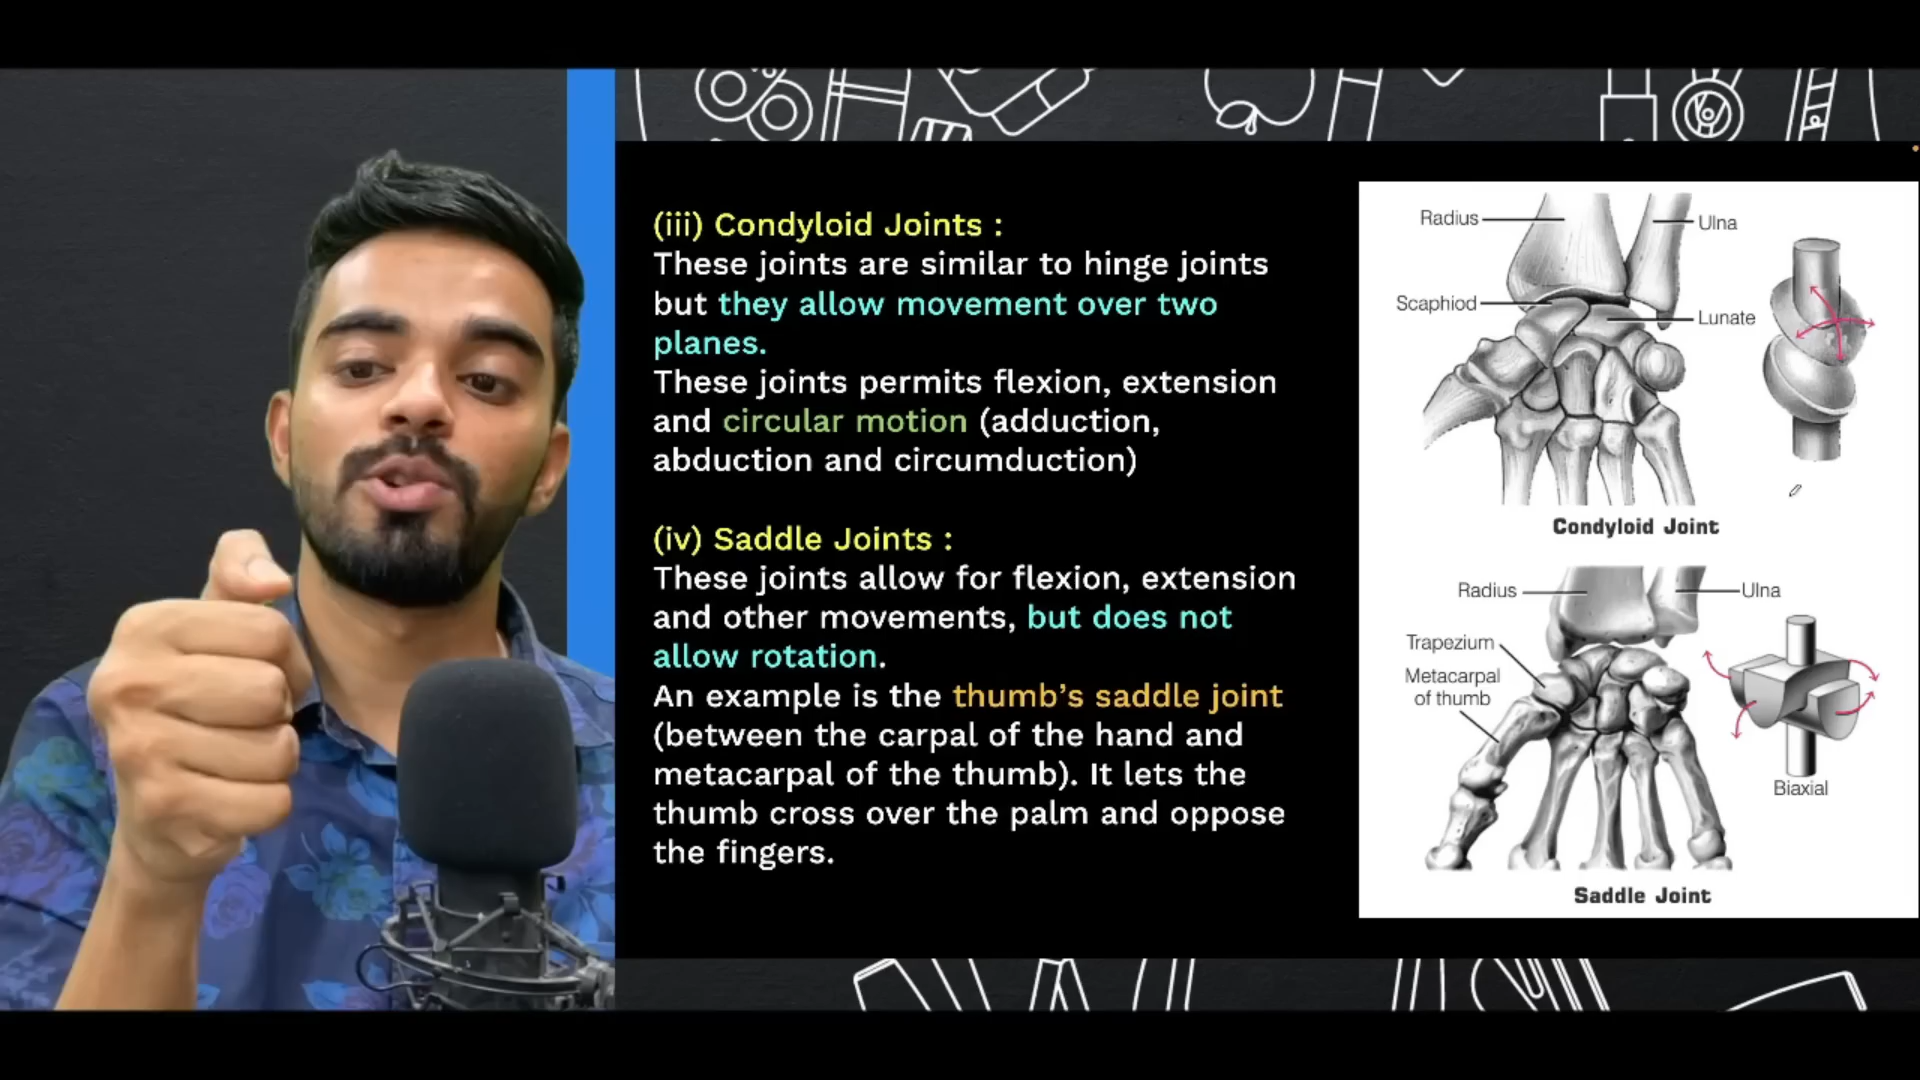 (iii) Condyloid Joints :
These joints are similar to hinge joints
but they allow movement over two
planes.
These joints permits flexion, extension
and circular motion (adduction,
abduction and circumduction)
(iv) Saddle Joints :
These joints allow for flexion, extension
and other movements, but does not
allow rotation.
An example is the thumb's saddle joint
(between the carpal of the hand and
metacarpal of the thumb). It lets the
thumb cross over the palm and oppose
the fingers.
Radius
Ulna
Scaphiod
Lunate
Condyloid Joint
Radius
Ulna
Trapezium
Metacarpal
of thumb
Biaxial
Saddle Joint